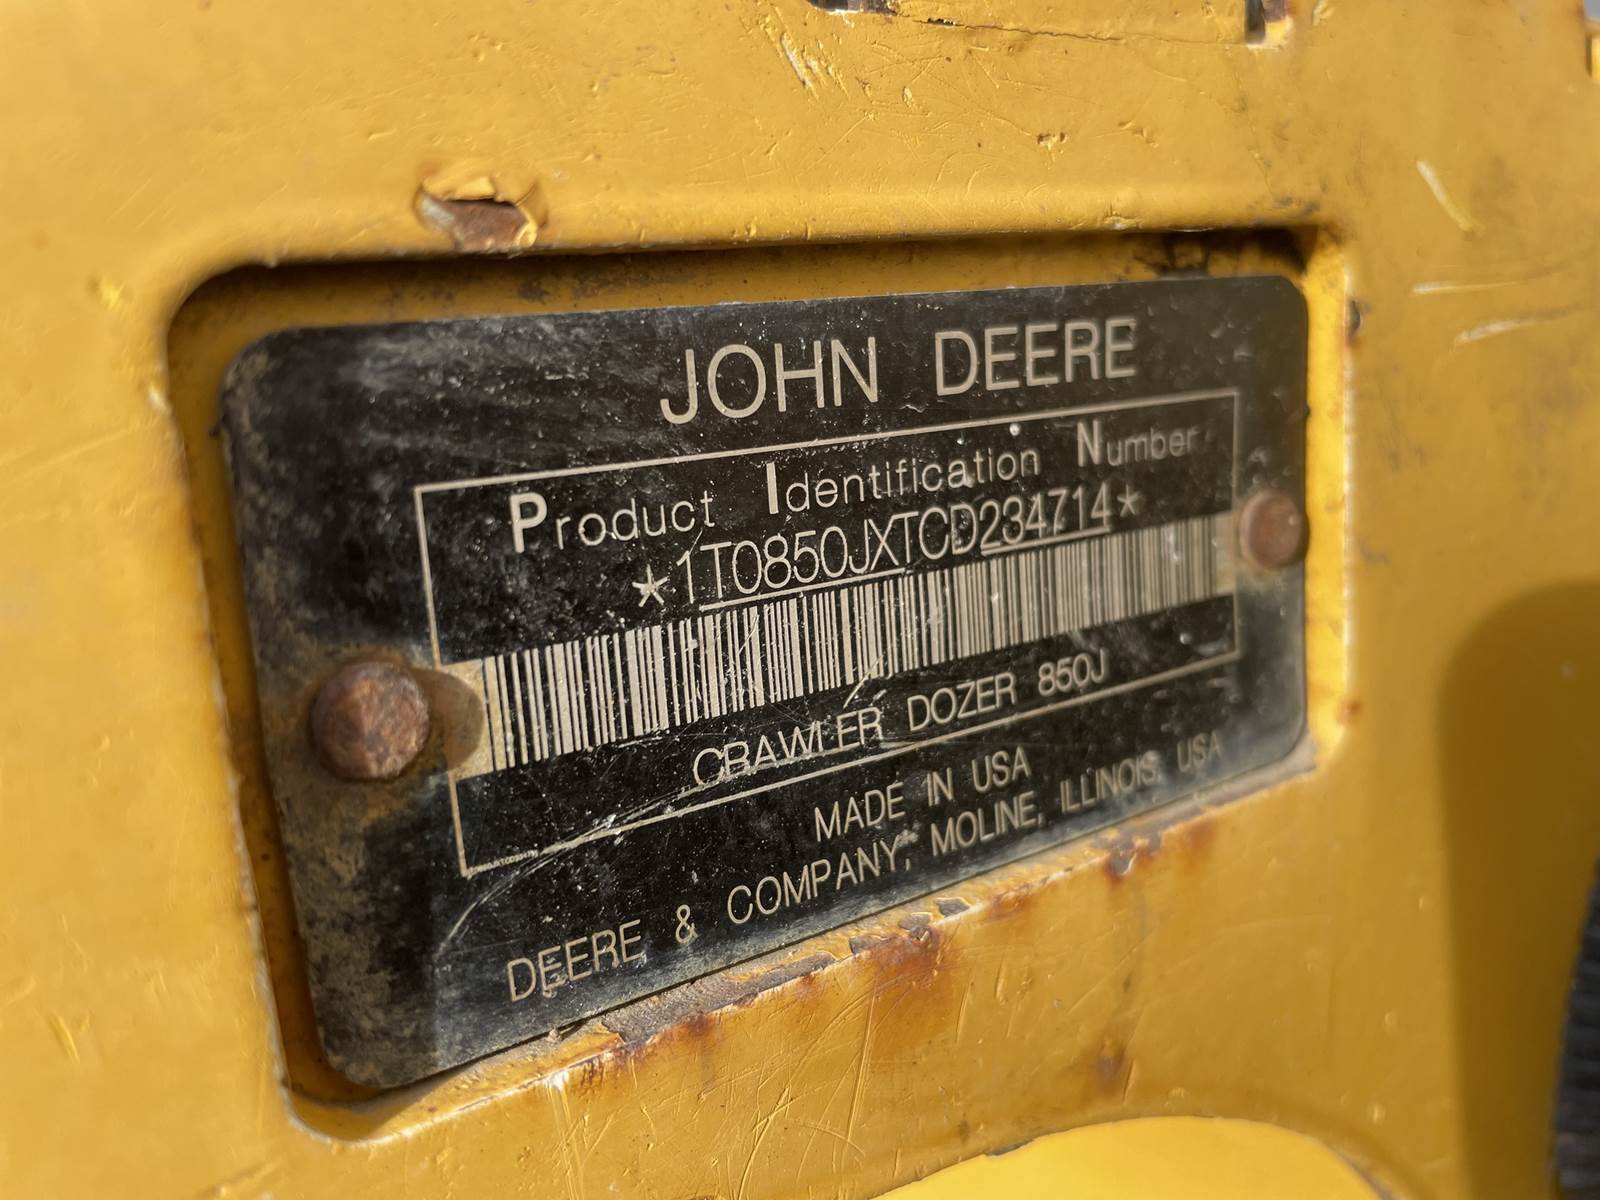 JOHN DEERE
Product Identification Number
*1T0850JXTCD234714*
CRAWLER DOZER 850J
MADE IN USA
DEERE & COMPANY, MOLINE, ILLINOIS, USA